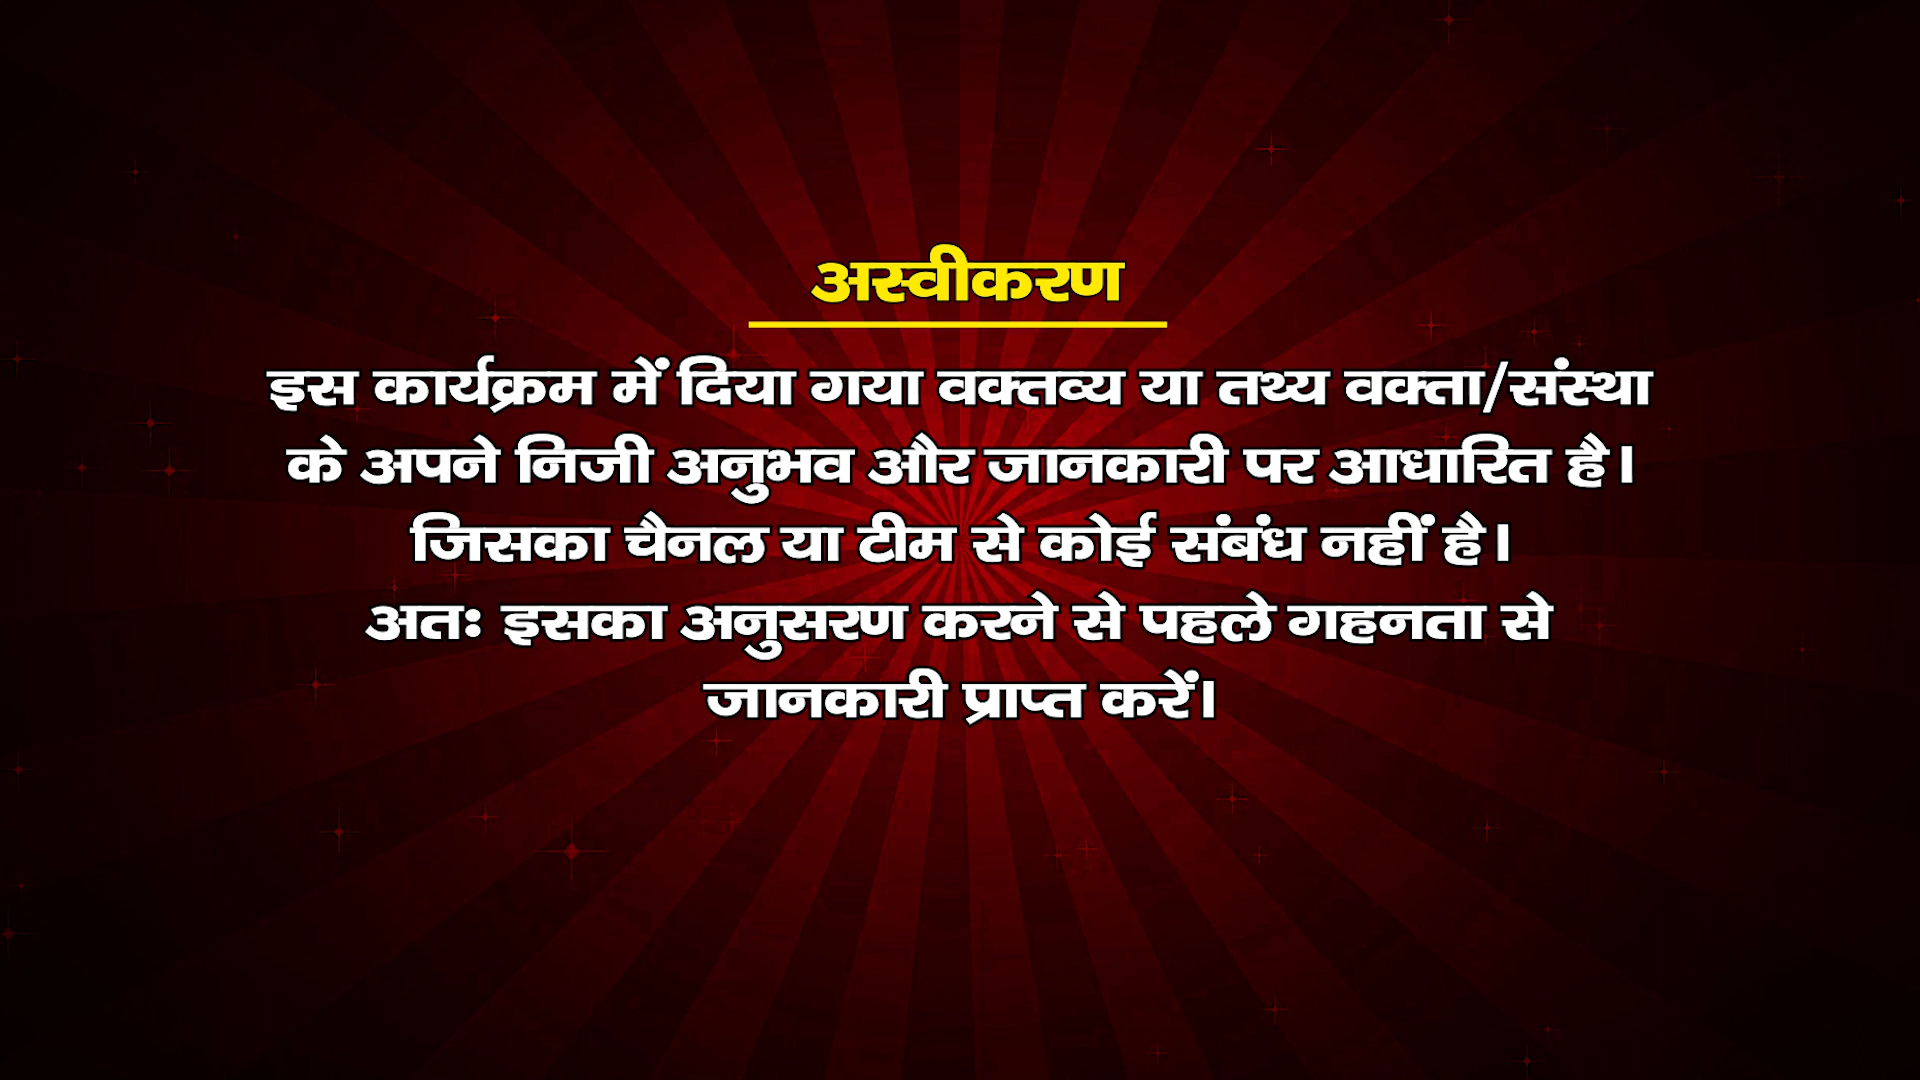 अस्वीकरण
इस कार्यक्रम में दिया गया वक्तव्य या तथ्य वक्ता/संस्था
के अपने निजी अनुभव और जानकारी पर आधारित है।
जिसका चैनल या टीम से कोई संबंध नहीं है।
अतः इसका अनुसरण करने से पहले गहनता से
जानकारी प्राप्त करें।